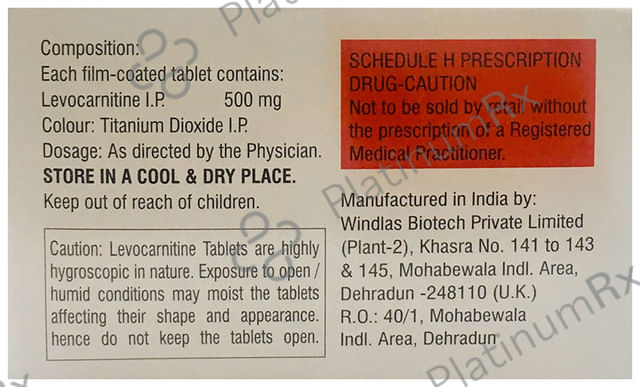 Composition:
Each film-coated tablet contains:
Levocarnitine I.P. 500 mg
Colour: Titanium Dioxide I.P.
Dosage: As directed by the Physician.
STORE IN A COOL & DRY PLACE.
Keep out of reach of children.
Caution: Levocarnitine Tablets are highly
hygroscopic in nature. Exposure to open /
humid conditions may moist the tablets
affecting their shape and appearance.
hence do not keep the tablets open.
SCHEDULE H PRESCRIPTION
DRUG-CAUTION
Not to be sold by retail without
the prescription of a Registered
Medical Practitioner.
Manufactured in India by:
Windlas Biotech Private Limited
(Plant-2), Khasra No. 141 to 143
& 145, Mohabewala Indl. Area,
Dehradun -248110 (U.K.)
R.O.: 40/1, Mohabewala
Indl. Area, Dehradun
PlatinumRx
PlatinumRx
PlatinumRx
PlatinumRx